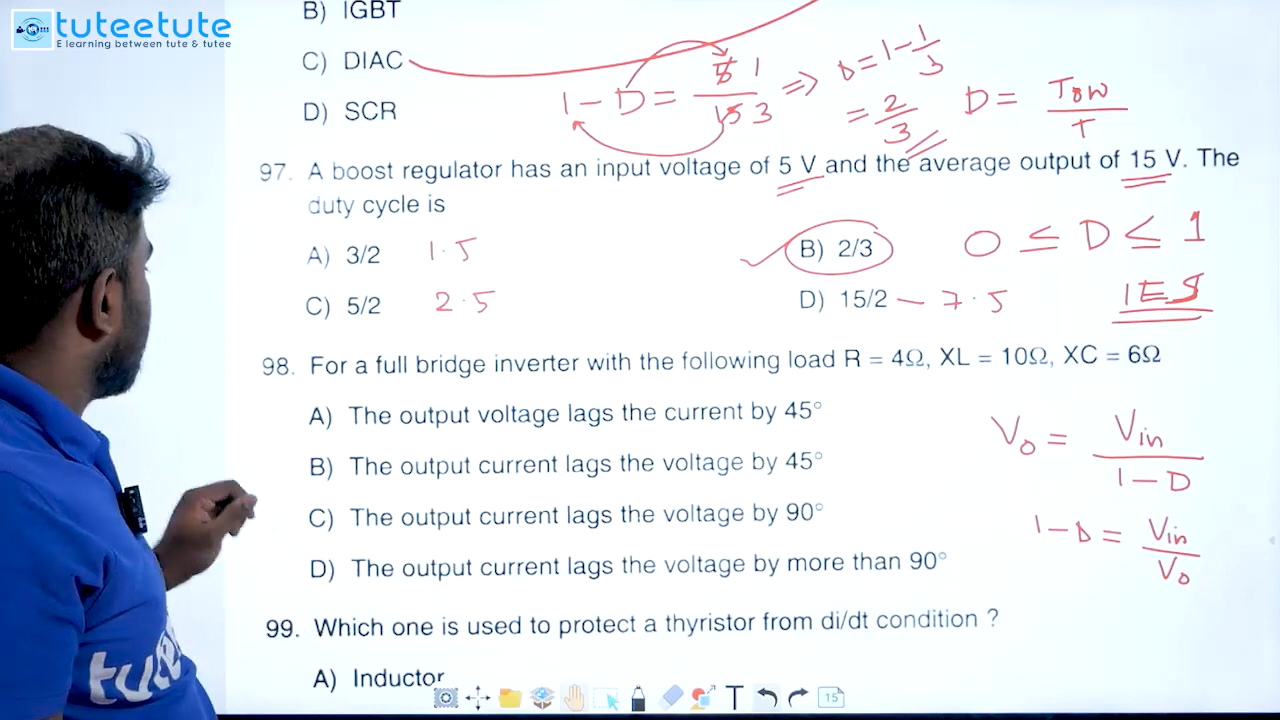 tuteetute
E learning between tute & tutee
B) IGBT
C) DIAC
D) SCR
1 - D = 5 1 / 15 3 ⇒ D = 1 - 1/3
= 2/3
D = TON / T
97. A boost regulator has an input voltage of 5 V and the average output of 15 V. The
duty cycle is
A) 3/2 1.5
B) 2/3
0 ≤ D ≤ 1
C) 5/2 2.5
D) 15/2 - 7.5
IES
98. For a full bridge inverter with the following load R = 4Ω, XL = 10Ω, XC = 6Ω
A) The output voltage lags the current by 45°
B) The output current lags the voltage by 45°
C) The output current lags the voltage by 90°
D) The output current lags the voltage by more than 90°
Vo = Vin / 1 - D
1 - D = Vin / Vo
99. Which one is used to protect a thyristor from di/dt condition ?
A) Inductor
T
15